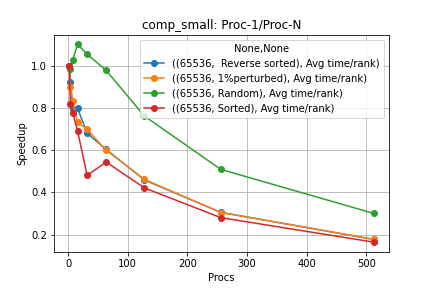 comp_small: Proc-1/Proc-N
None,None
((65536,  Reverse sorted), Avg time/rank)
((65536, 1%perturbed), Avg time/rank)
((65536, Random), Avg time/rank)
((65536, Sorted), Avg time/rank)
Speedup
1.0
0.8
0.6
0.4
0.2
0 100 200 300 400 500
Procs